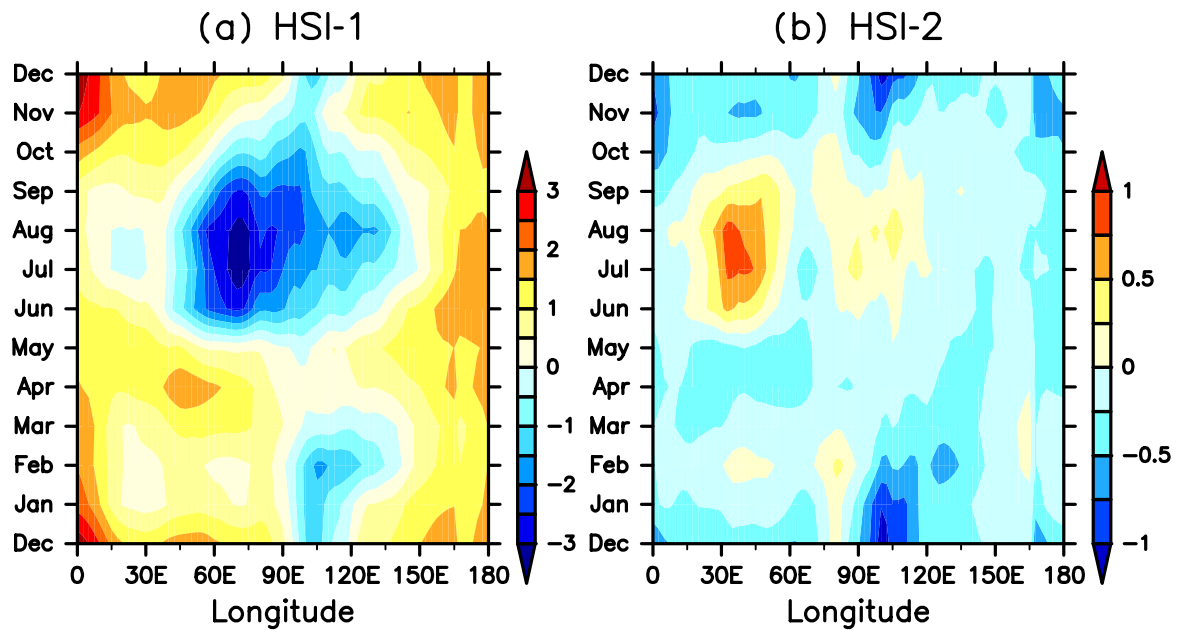 (a) HSI-1
Dec
Nov
Oct
Sep
Aug
Jul
Jun
May
Apr
Mar
Feb
Jan
Dec
0 30E 60E 90E 120E 150E 180
Longitude
3
2
1
0
−1
−2
−3
(b) HSI-2
Dec
Nov
Oct
Sep
Aug
Jul
Jun
May
Apr
Mar
Feb
Jan
Dec
0 30E 60E 90E 120E 150E 180
Longitude
1
0.5
0
−0.5
−1